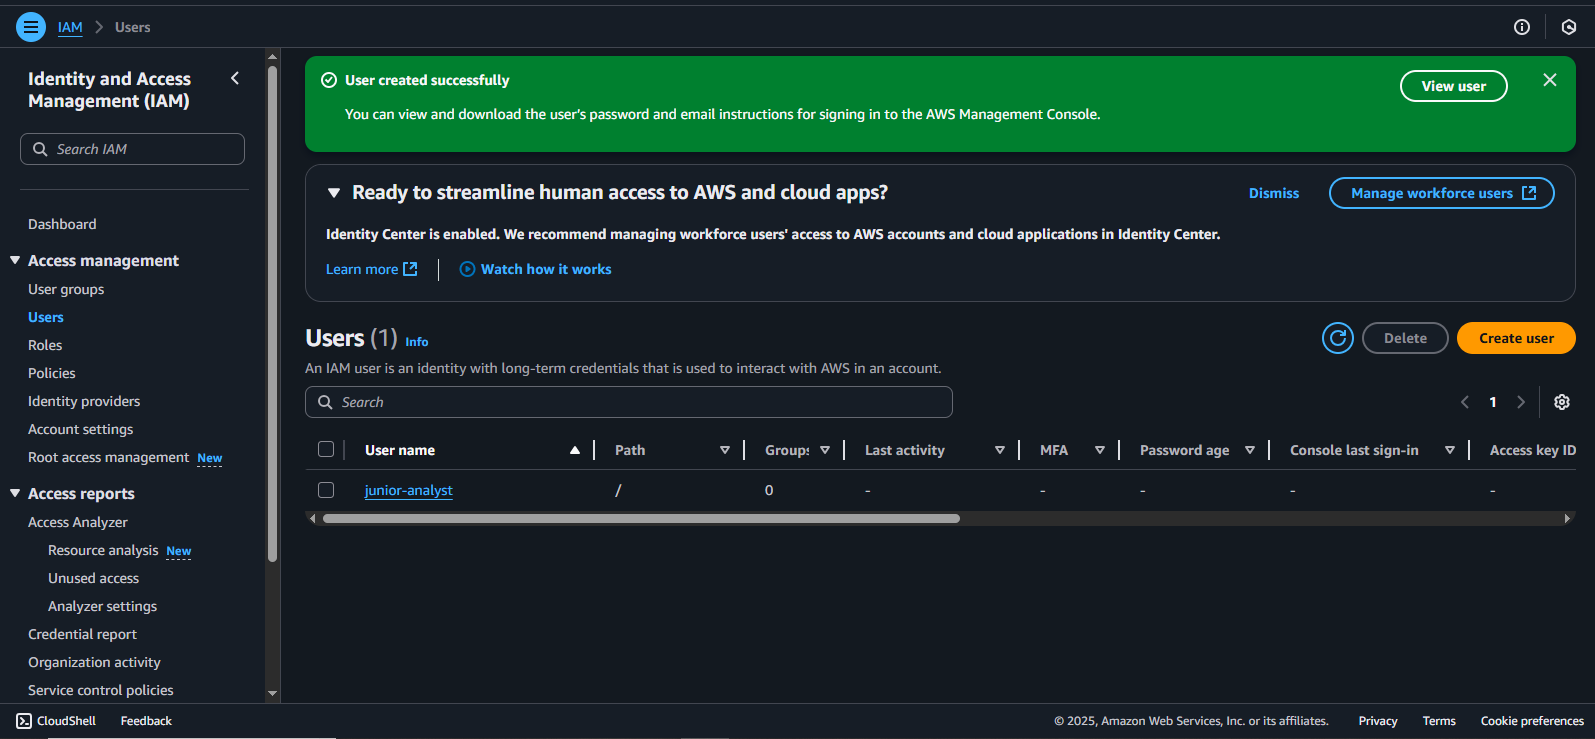 IAM > Users
Identity and Access
Management (IAM)
Search IAM
Dashboard
Access management
User groups
Users
Roles
Policies
Identity providers
Account settings
Root access management New
Access reports
Access Analyzer
Resource analysis New
Unused access
Analyzer settings
Credential report
Organization activity
Service control policies
User created successfully
View user
You can view and download the user's password and email instructions for signing in to the AWS Management Console.
Ready to streamline human access to AWS and cloud apps?
Dismiss
Manage workforce users
Identity Center is enabled. We recommend managing workforce users' access to AWS accounts and cloud applications in Identity Center.
Learn more
Watch how it works
Users (1) Info
Delete
Create user
An IAM user is an identity with long-term credentials that is used to interact with AWS in an account.
Search
1
User name Path Groups Last activity MFA Password age Console last sign-in Access key ID
junior-analyst / 0 - - - - -
CloudShell Feedback © 2025, Amazon Web Services, Inc. or its affiliates. Privacy Terms Cookie preferences